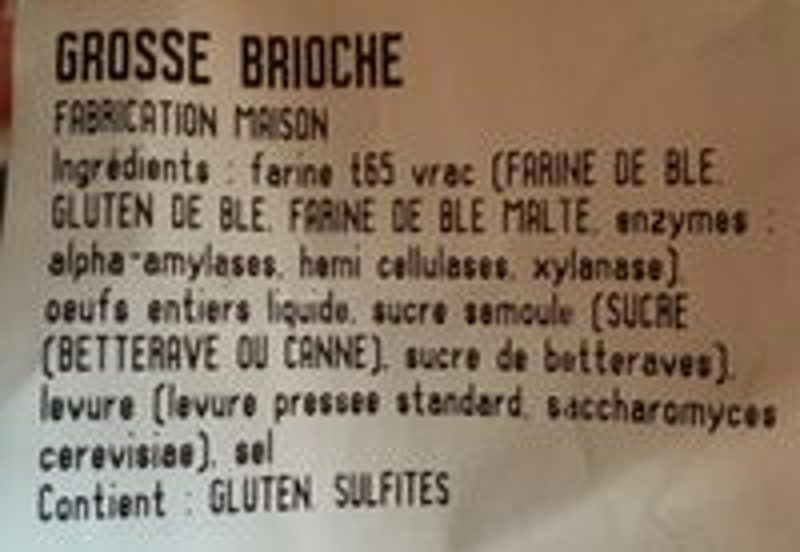 GROSSE BRIOCHE
FABRICATION MAISON
Ingrédients : farine t65 vrac (FARINE DE BLE,
GLUTEN DE BLE, FARINE DE BLE MALTE, enzymes :
alpha-amylases, hemi cellulases, xylanase),
oeufs entiers liquide, sucre semoule (SUCRE
(BETTERAVE OU CANNE), sucre de betteraves),
levure (levure pressee standard, saccharomyces
cerevisiae), sel
Contient : GLUTEN, SULFITES